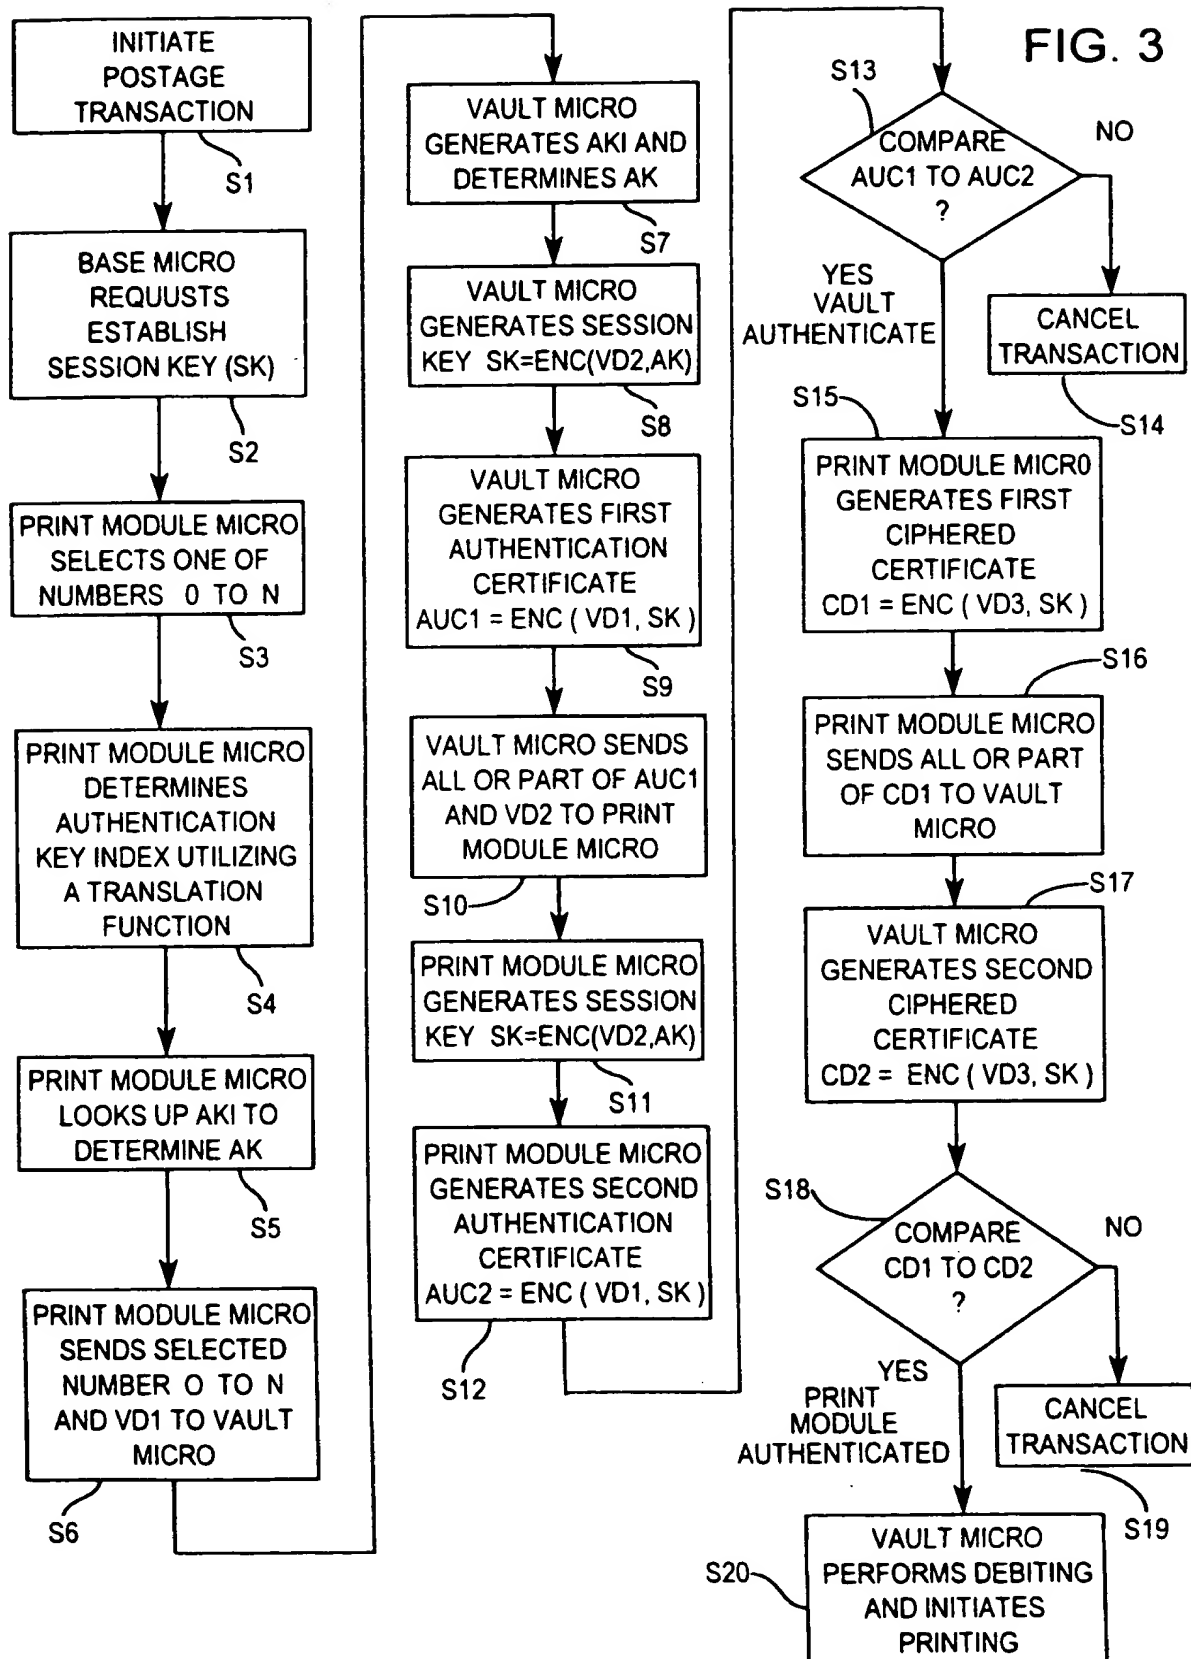 FIG. 3
INITIATE
POSTAGE
TRANSACTION
S1
BASE MICRO
REQUUSTS
ESTABLISH
SESSION KEY (SK)
S2
PRINT MODULE MICRO
SELECTS ONE OF
NUMBERS 0 TO N
S3
PRINT MODULE MICRO
DETERMINES
AUTHENTICATION
KEY INDEX UTILIZING
A TRANSLATION
FUNCTION
S4
PRINT MODULE MICRO
LOOKS UP AKI TO
DETERMINE AK
S5
PRINT MODULE MICRO
SENDS SELECTED
NUMBER O TO N
AND VD1 TO VAULT
MICRO
S6
VAULT MICRO
GENERATES AKI AND
DETERMINES AK
S7
VAULT MICRO
GENERATES SESSION
KEY SK=ENC(VD2,AK)
S8
VAULT MICRO
GENERATES FIRST
AUTHENTICATION
CERTIFICATE
AUC1 = ENC ( VD1, SK )
S9
VAULT MICRO SENDS
ALL OR PART OF AUC1
AND VD2 TO PRINT
MODULE MICRO
S10
PRINT MODULE MICRO
GENERATES SESSION
KEY SK=ENC(VD2,AK)
S11
PRINT MODULE MICRO
GENERATES SECOND
AUTHENTICATION
CERTIFICATE
AUC2 = ENC ( VD1, SK )
S12
S13
COMPARE
AUC1 TO AUC2
?
NO
YES
VAULT
AUTHENTICATE
CANCEL
TRANSACTION
S14
S15
PRINT MODULE MICR0
GENERATES FIRST
CIPHERED
CERTIFICATE
CD1 = ENC ( VD3, SK )
S16
PRINT MODULE MICRO
SENDS ALL OR PART
OF CD1 TO VAULT
MICRO
S17
VAULT MICRO
GENERATES SECOND
CIPHERED
CERTIFICATE
CD2 = ENC ( VD3, SK )
S18
COMPARE
CD1 TO CD2
?
NO
YES
PRINT
MODULE
AUTHENTICATED
CANCEL
TRANSACTION
S19
S20
VAULT MICRO
PERFORMS DEBITING
AND INITIATES
PRINTING